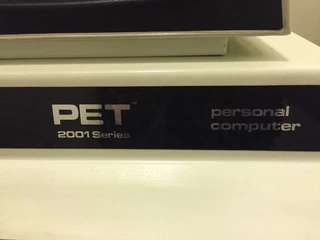 PET™
2001 Series
personal
computer